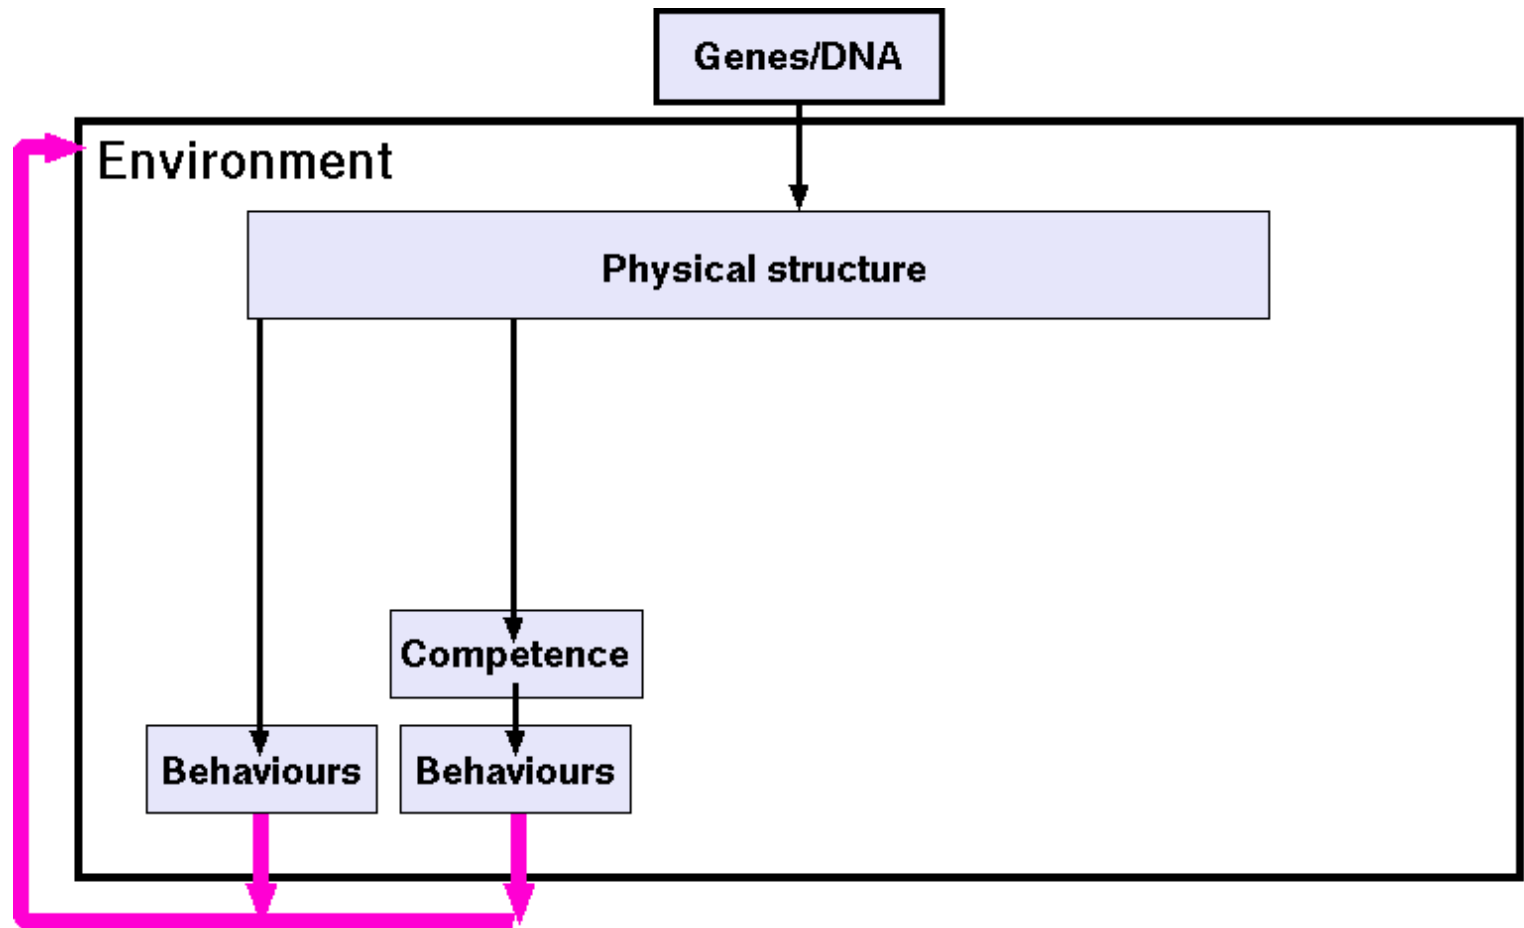 Genes/DNA
Environment
Physical structure
Competence
Behaviours
Behaviours